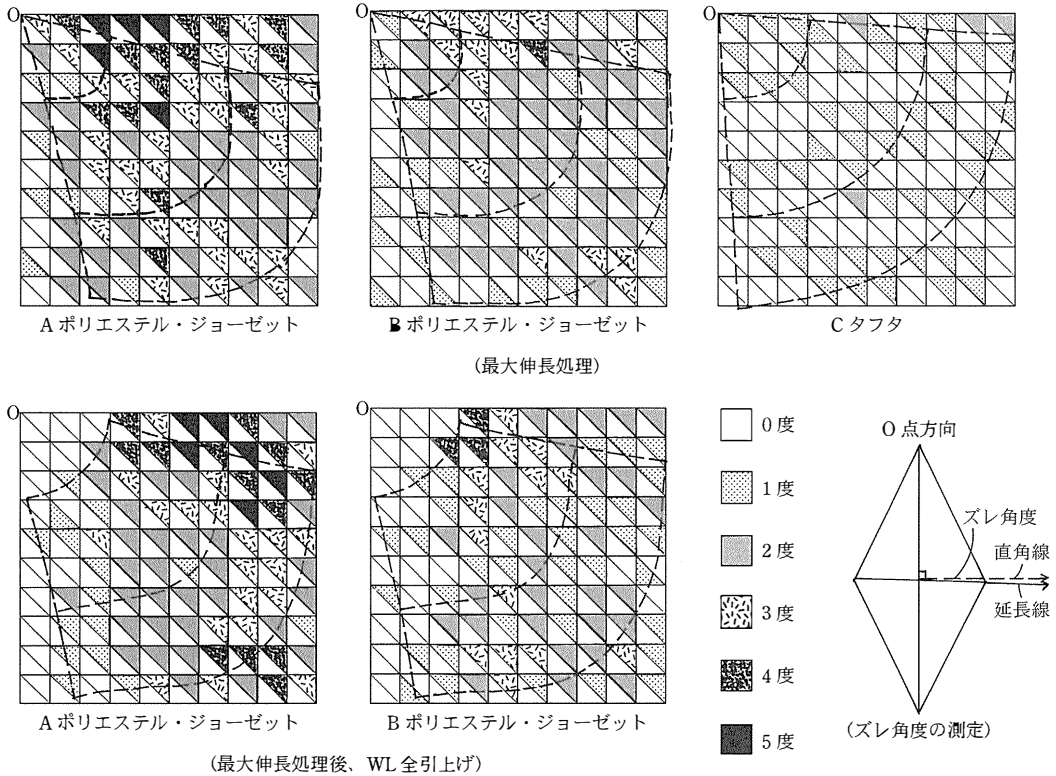 O
O
O
Aポリエステル・ジョーゼット
Bポリエステル・ジョーゼット
Cタフタ
(最大伸長処理)
O
O
Aポリエステル・ジョーゼット
Bポリエステル・ジョーゼット
(最大伸長処理後、WL全引上げ)
0度
1度
2度
3度
4度
5度
O点方向
ズレ角度
直角線
延長線
(ズレ角度の測定)